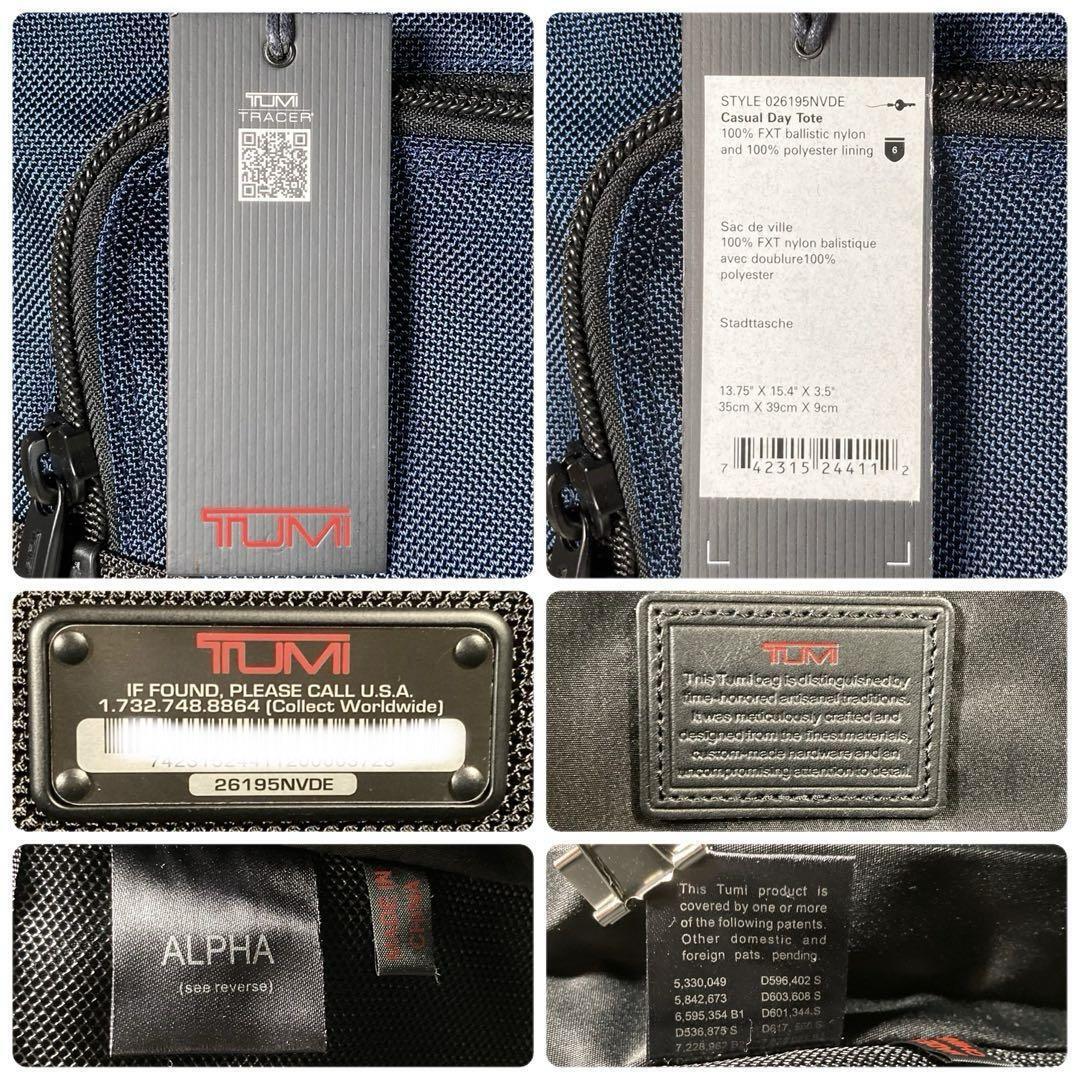 TUMI
TRACER
TUMI
STYLE 026195NVDE
Casual Day Tote
100% FXT ballistic nylon
and 100% polyester lining
6
Sac de ville
100% FXT nylon balistique
avec doublure100%
polyester
Stadttasche
13.75" X 15.4" X 3.5"
35cm X 39cm X 9cm
7 42315 24411 2
TUMI
IF FOUND, PLEASE CALL U.S.A.
1.732.748.8864 (Collect Worldwide)
26195NVDE
TUMI
This Tumi bag is distinguished by
time-honored artisanal traditions.
It was meticulously crafted and
designed from the finest materials,
custom-made hardware and an
uncompromising attention to detail.
ALPHA
(see reverse)
MADE IN
CHINA
This Tumi product is
covered by one or more
of the following patents.
Other domestic and
foreign pats. pending.
5,330,049 D596,402 S
5,842,673 D603,608 S
6,595,354 B1 D601,344 S
D536,875 S
7,228,962 B2